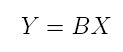 Y = BX